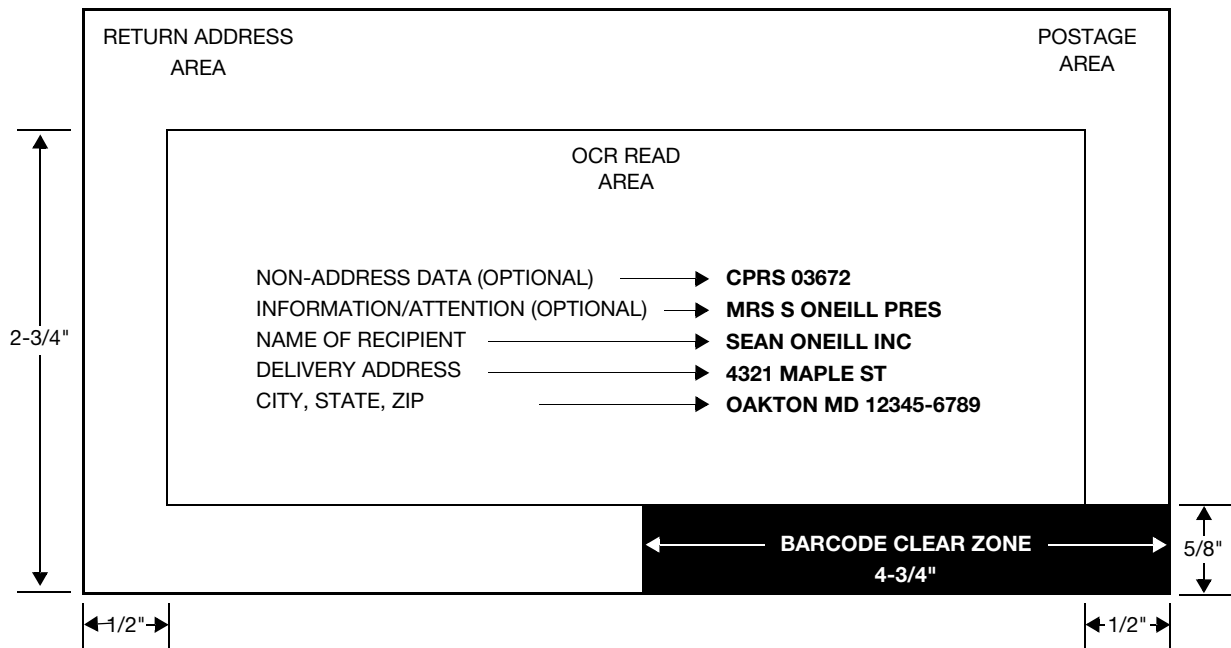 RETURN ADDRESS
AREA
POSTAGE
AREA
OCR READ
AREA
NON-ADDRESS DATA (OPTIONAL) CPRS 03672
INFORMATION/ATTENTION (OPTIONAL) MRS S ONEILL PRES
NAME OF RECIPIENT SEAN ONEILL INC
DELIVERY ADDRESS 4321 MAPLE ST
CITY, STATE, ZIP OAKTON MD 12345-6789
2-3/4"
BARCODE CLEAR ZONE
4-3/4"
5/8"
1/2"
1/2"